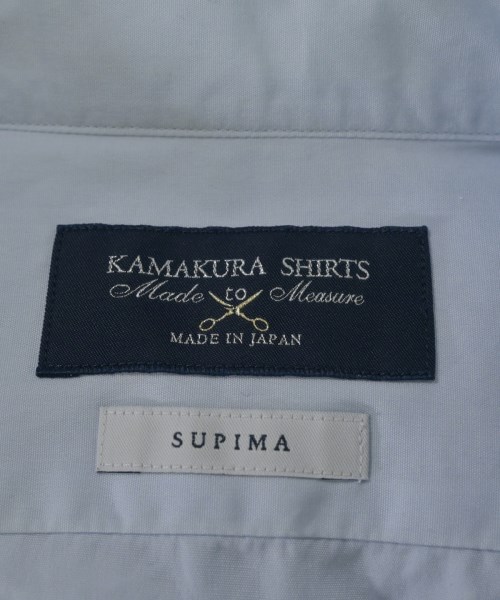 KAMAKURA SHIRTS
Made to Measure
MADE IN JAPAN
SUPIMA